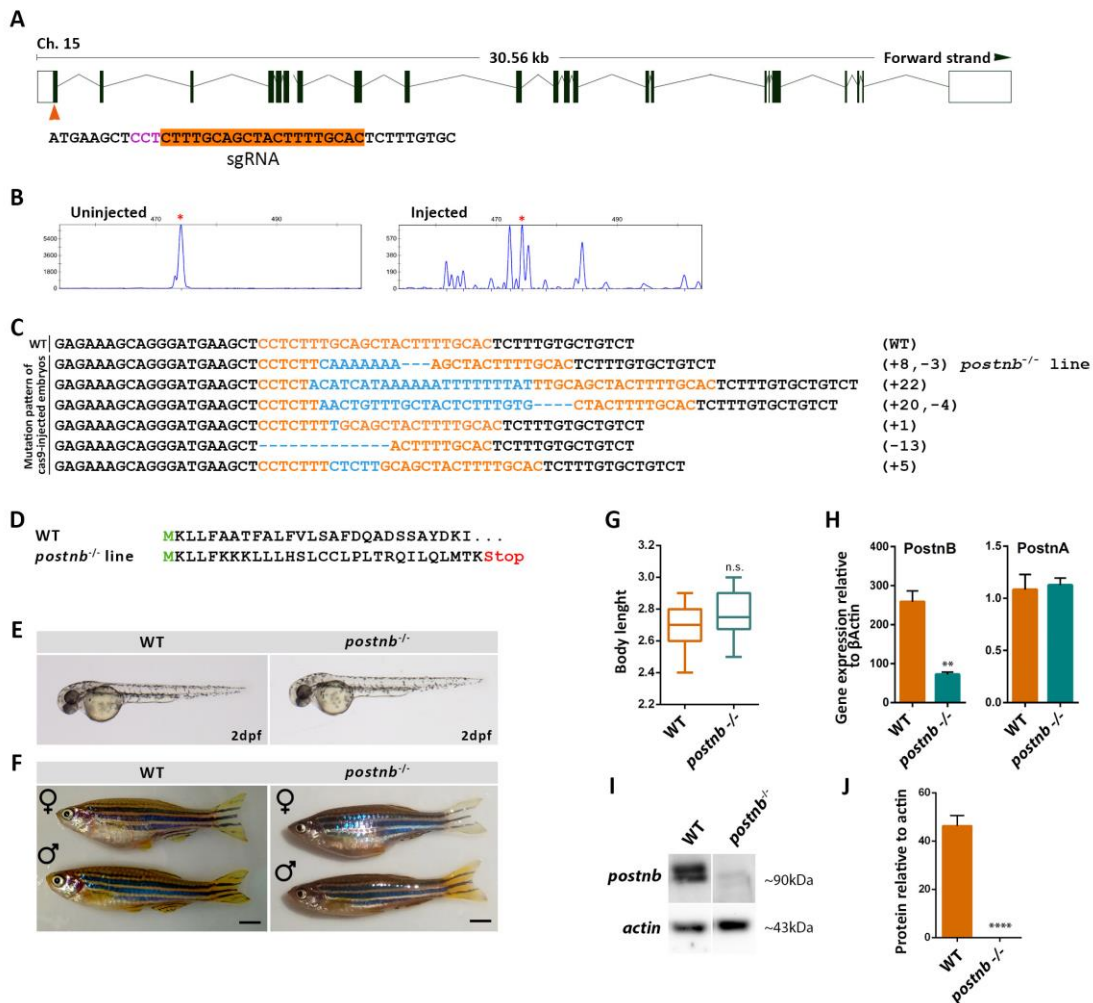 A
Ch. 15
30.56 kb
Forward strand
ATGAAGCTCCTCTTTGCAGCTACTTTTGCACTCTTTGTGC
sgRNA
B
Uninjected
470
*
490
5400
3600
1800
0
Injected
470
*
490
570
380
190
0
C
WT
GAGAAAGCAGGGATGAAGCTCCTCTTTGCAGCTACTTTTGCACTCTTTGTGCTGTCT
(WT)
Mutation pattern of
cas9-injected embryos
GAGAAAGCAGGGATGAAGCTCCTCTTCAAAAAAA---AGCTACTTTTGCACTCTTTGTGCTGTCT
(+8,-3) postnb-/- line
GAGAAAGCAGGGATGAAGCTCCTCTACATCATAAAAAATTTTTTTATTTGCAGCTACTTTTGCACTCTTTGTGCTGTCT
(+22)
GAGAAAGCAGGGATGAAGCTCCTCTTAACTGTTTGCTACTCTTTGTG----CTACTTTTGCACTCTTTGTGCTGTCT
(+20,-4)
GAGAAAGCAGGGATGAAGCTCCTCTTTTGCAGCTACTTTTGCACTCTTTGTGCTGTCT
(+1)
GAGAAAGCAGGGATGAAGCT-------------ACTTTTGCACTCTTTGTGCTGTCT
(-13)
GAGAAAGCAGGGATGAAGCTCCTCTTTCTCTTGCAGCTACTTTTGCACTCTTTGTGCTGTCT
(+5)
D
WT
MKLLFAATFALFVLSAFDQADSSAYDKI...
postnb-/- line
MKLLFKKKLLLHSLCCLPLTRQILQLMTKStop
E
WT
postnb-/-
2dpf
2dpf
F
WT
postnb-/-
♀
♂
♀
♂
G
Body lenght
3.2
3.0
2.8
2.6
2.4
2.2
n.s.
WT
postnb-/-
H
Gene expression relative
to βActin
PostnB
400
300
200
100
0
**
WT
postnb-/-
PostnA
1.5
1.0
0.5
0.0
WT
postnb-/-
I
WT
postnb-/-
postnb
~90kDa
actin
~43kDa
J
Protein relative to actin
60
40
20
0
****
WT
postnb-/-